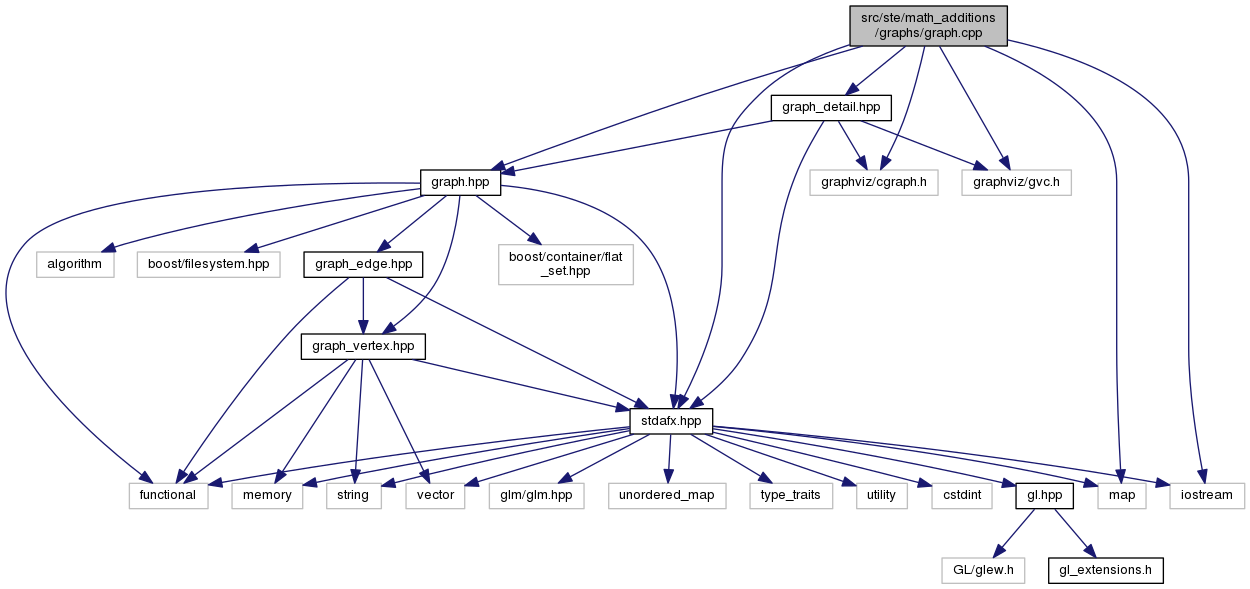 src/ste/math_additions
/graphs/graph.cpp
graph_detail.hpp
graph.hpp
graphviz/cgraph.h
graphviz/gvc.h
algorithm
boost/filesystem.hpp
graph_edge.hpp
boost/container/flat
_set.hpp
graph_vertex.hpp
stdafx.hpp
functional
memory
string
vector
glm/glm.hpp
unordered_map
type_traits
utility
cstdint
gl.hpp
map
iostream
GL/glew.h
gl_extensions.h